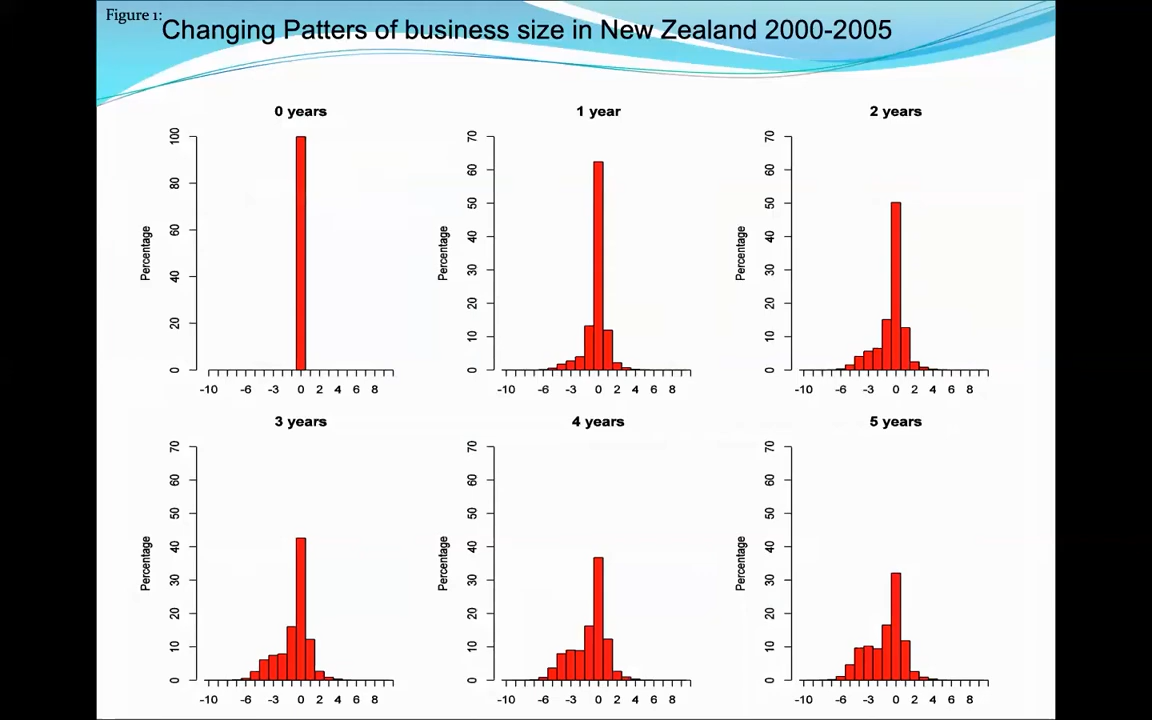 Figure 1:
Changing Patters of business size in New Zealand 2000-2005
0 years
1 year
2 years
Percentage
0 20 40 60 80 100
-10 -6 -3 0 2 4 6 8
Percentage
0 10 20 30 40 50 60 70
-10 -6 -3 0 2 4 6 8
Percentage
0 10 20 30 40 50 60 70
-10 -6 -3 0 2 4 6 8
3 years
4 years
5 years
Percentage
0 10 20 30 40 50 60 70
-10 -6 -3 0 2 4 6 8
Percentage
0 10 20 30 40 50 60 70
-10 -6 -3 0 2 4 6 8
Percentage
0 10 20 30 40 50 60 70
-10 -6 -3 0 2 4 6 8